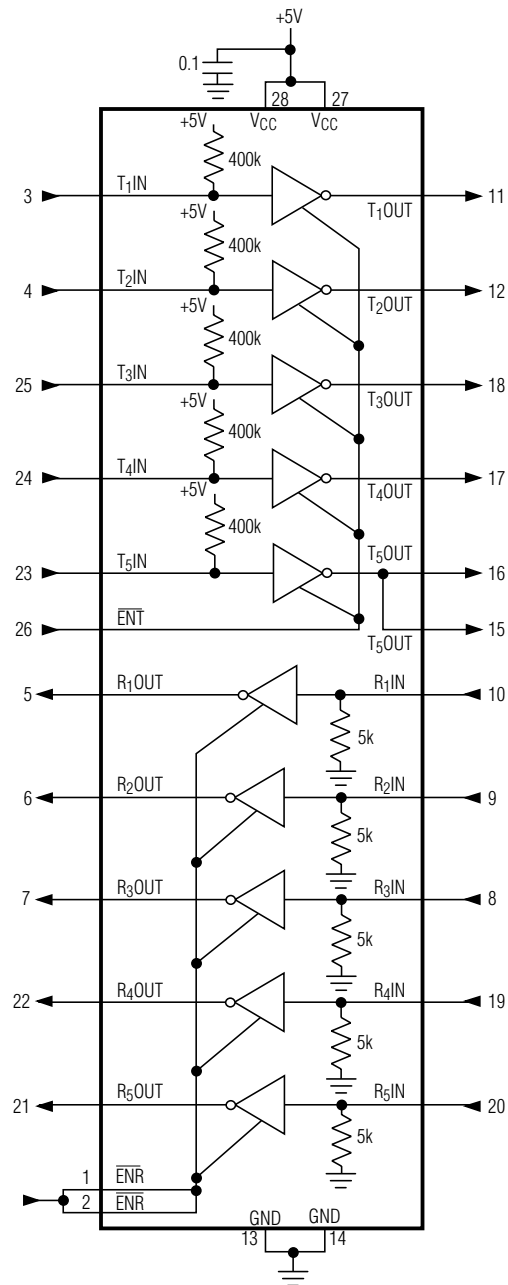 +5V
0.1
28 27
VCC VCC
+5V
400k
3 T1IN T1OUT 11
+5V
400k
4 T2IN T2OUT 12
+5V
400k
25 T3IN T3OUT 18
+5V
400k
24 T4IN T4OUT 17
+5V
400k
23 T5IN T5OUT 16
26 ENT 15
T5OUT
5 R1OUT R1IN 10
5k
6 R2OUT R2IN 9
5k
7 R3OUT R3IN 8
5k
22 R4OUT R4IN 19
5k
21 R5OUT R5IN 20
5k
1 ENR
2 ENR
GND GND
13 14